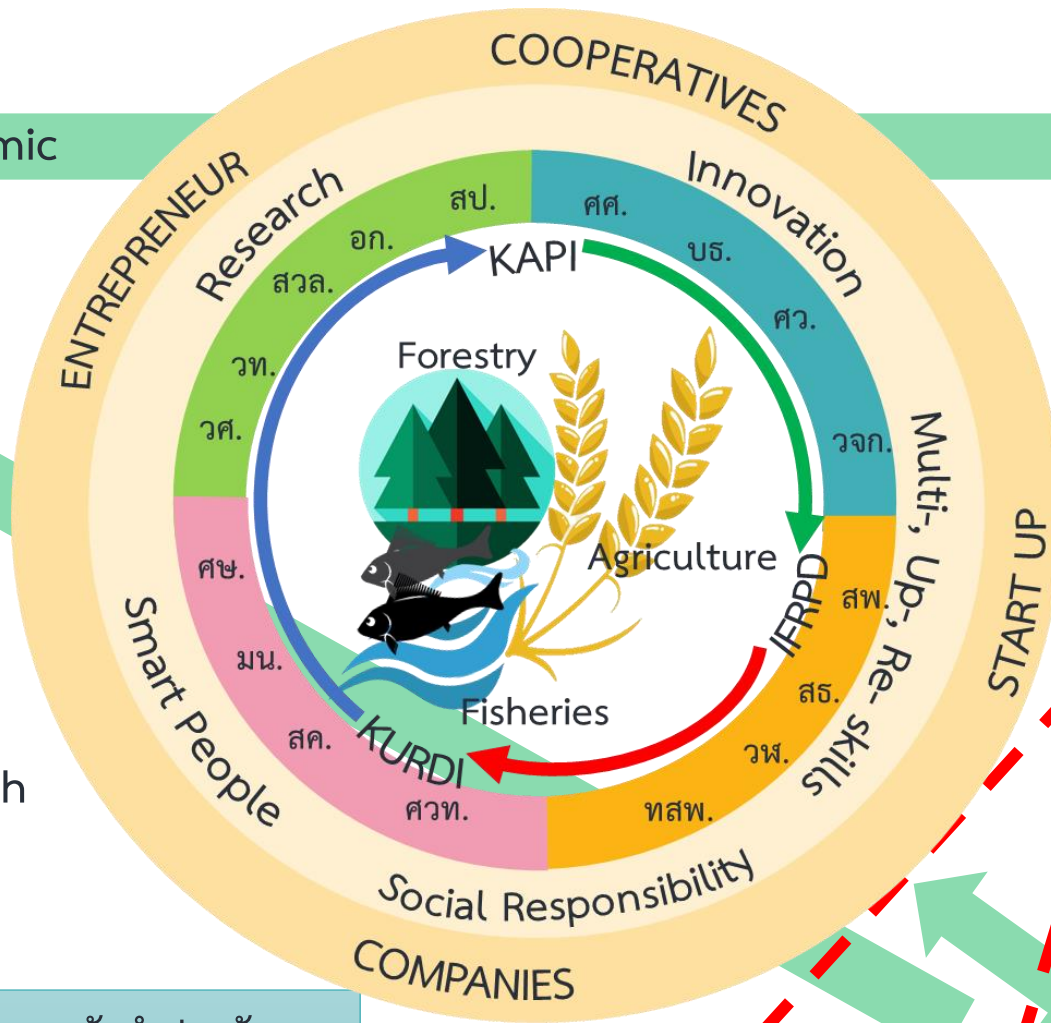 COOPERATIVES
mic
ENTREPRENEUR
Research
Innovation
สป.
ศศ.
อก.
บธ.
KAPI
สวล.
ศว.
Forestry
วท.
วศ.
วจก.
Multi-, Up-, Re- skills
START UP
Agriculture
IFRPD
ศษ.
สพ.
Smart People
มน.
สธ.
Fisheries
สค.
KURDI
วฬ.
h
ศวท.
ทสพ.
Social Responsibility
COMPANIES